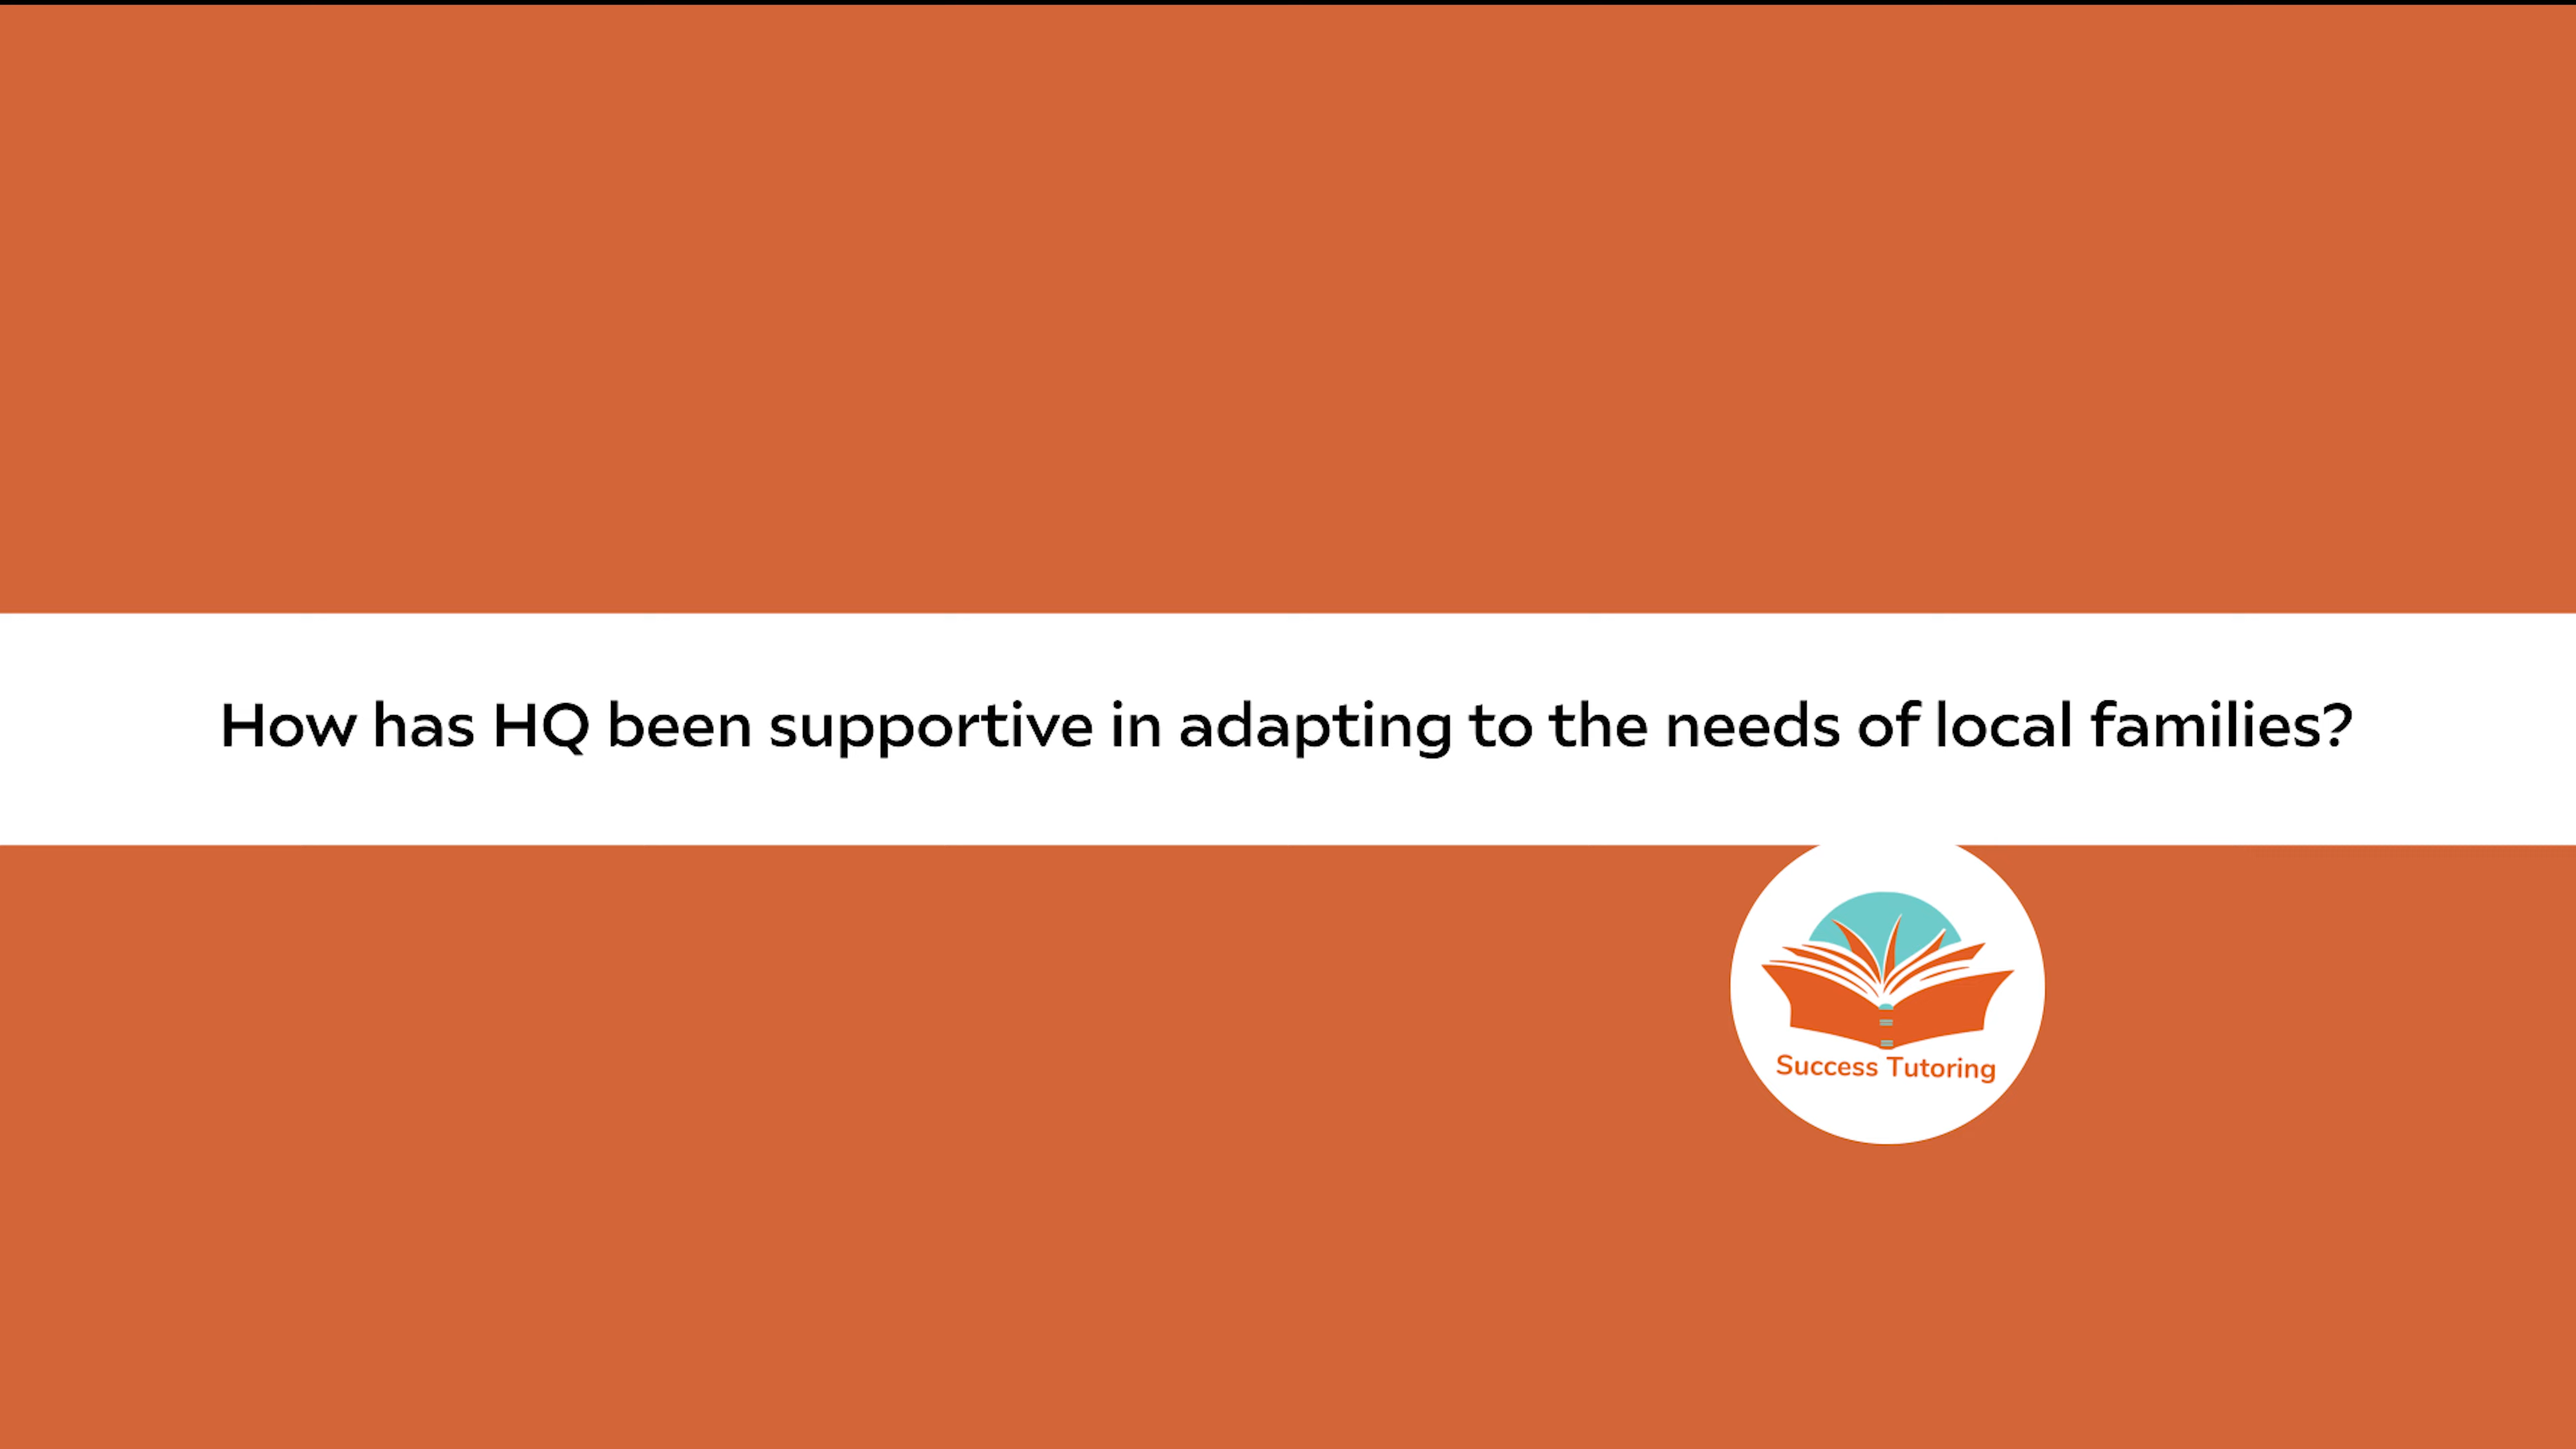 How has HQ been supportive in adapting to the needs of local families?
Success Tutoring